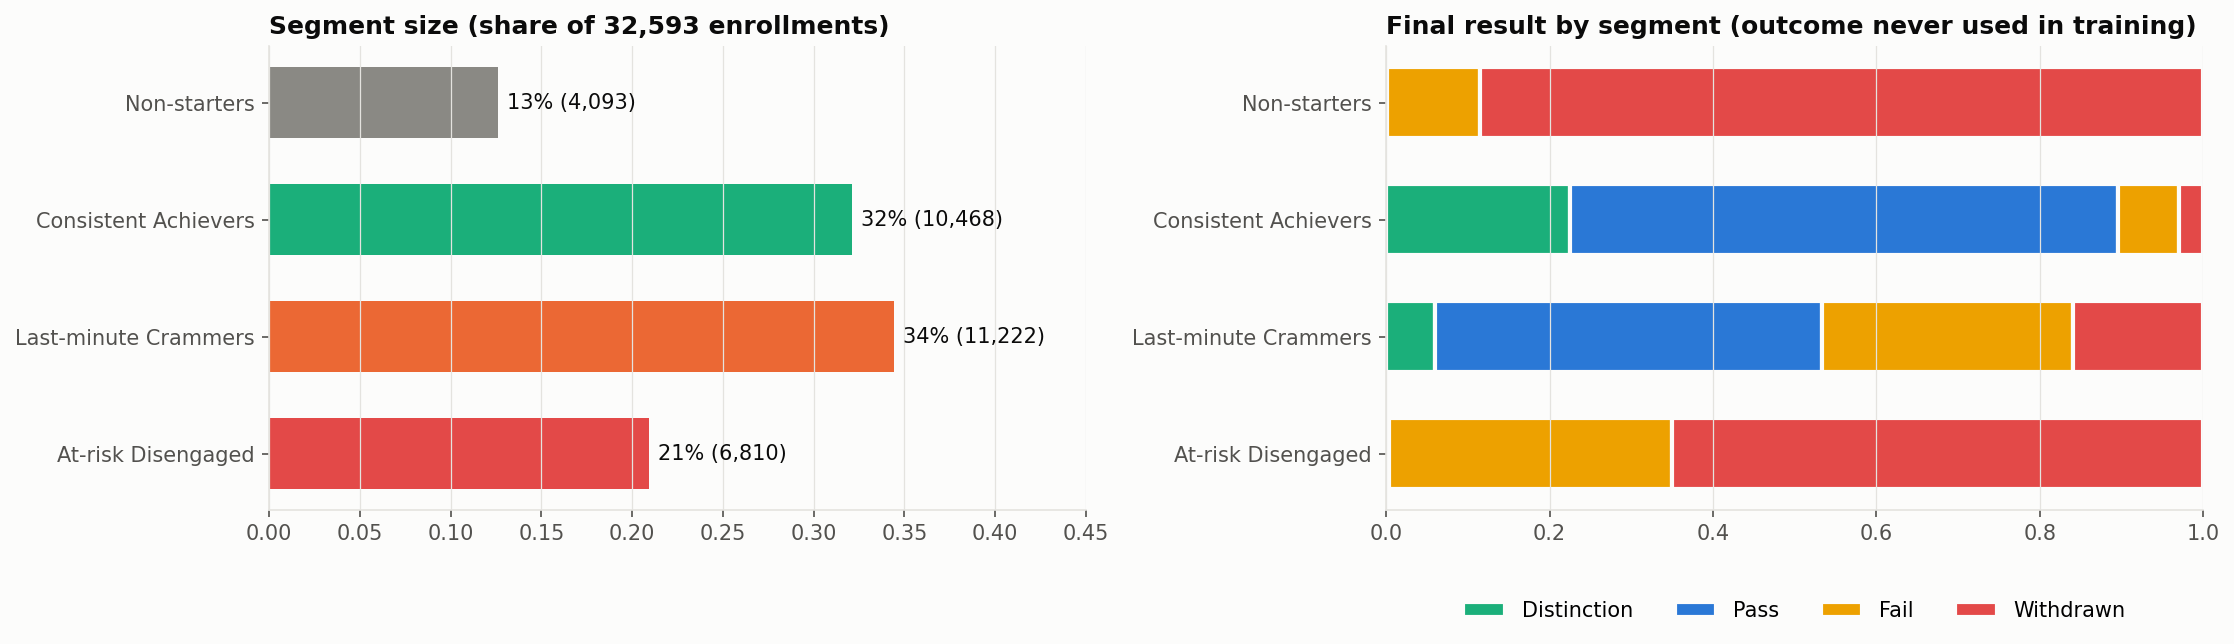 Segment size (share of 32,593 enrollments)
Non-starters
13% (4,093)
Consistent Achievers
32% (10,468)
Last-minute Crammers
34% (11,222)
At-risk Disengaged
21% (6,810)
0.00 0.05 0.10 0.15 0.20 0.25 0.30 0.35 0.40 0.45
Final result by segment (outcome never used in training)
Non-starters
Consistent Achievers
Last-minute Crammers
At-risk Disengaged
0.0 0.2 0.4 0.6 0.8 1.0
Distinction Pass Fail Withdrawn